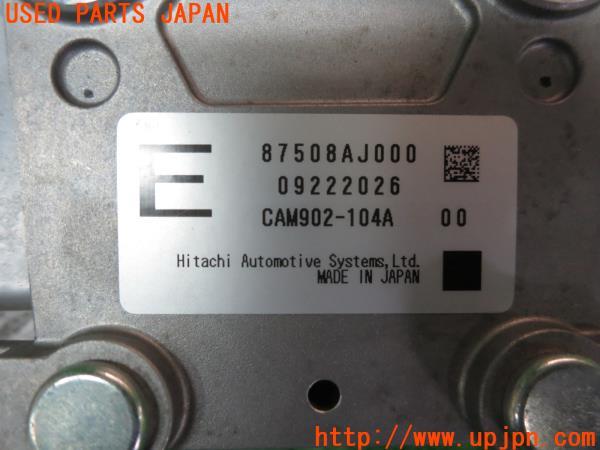 USED PARTS JAPAN
E
87508AJ000
09222026
CAM902-104A 00
Hitachi Automotive Systems,Ltd.
MADE IN JAPAN
http://www.upjpn.com/